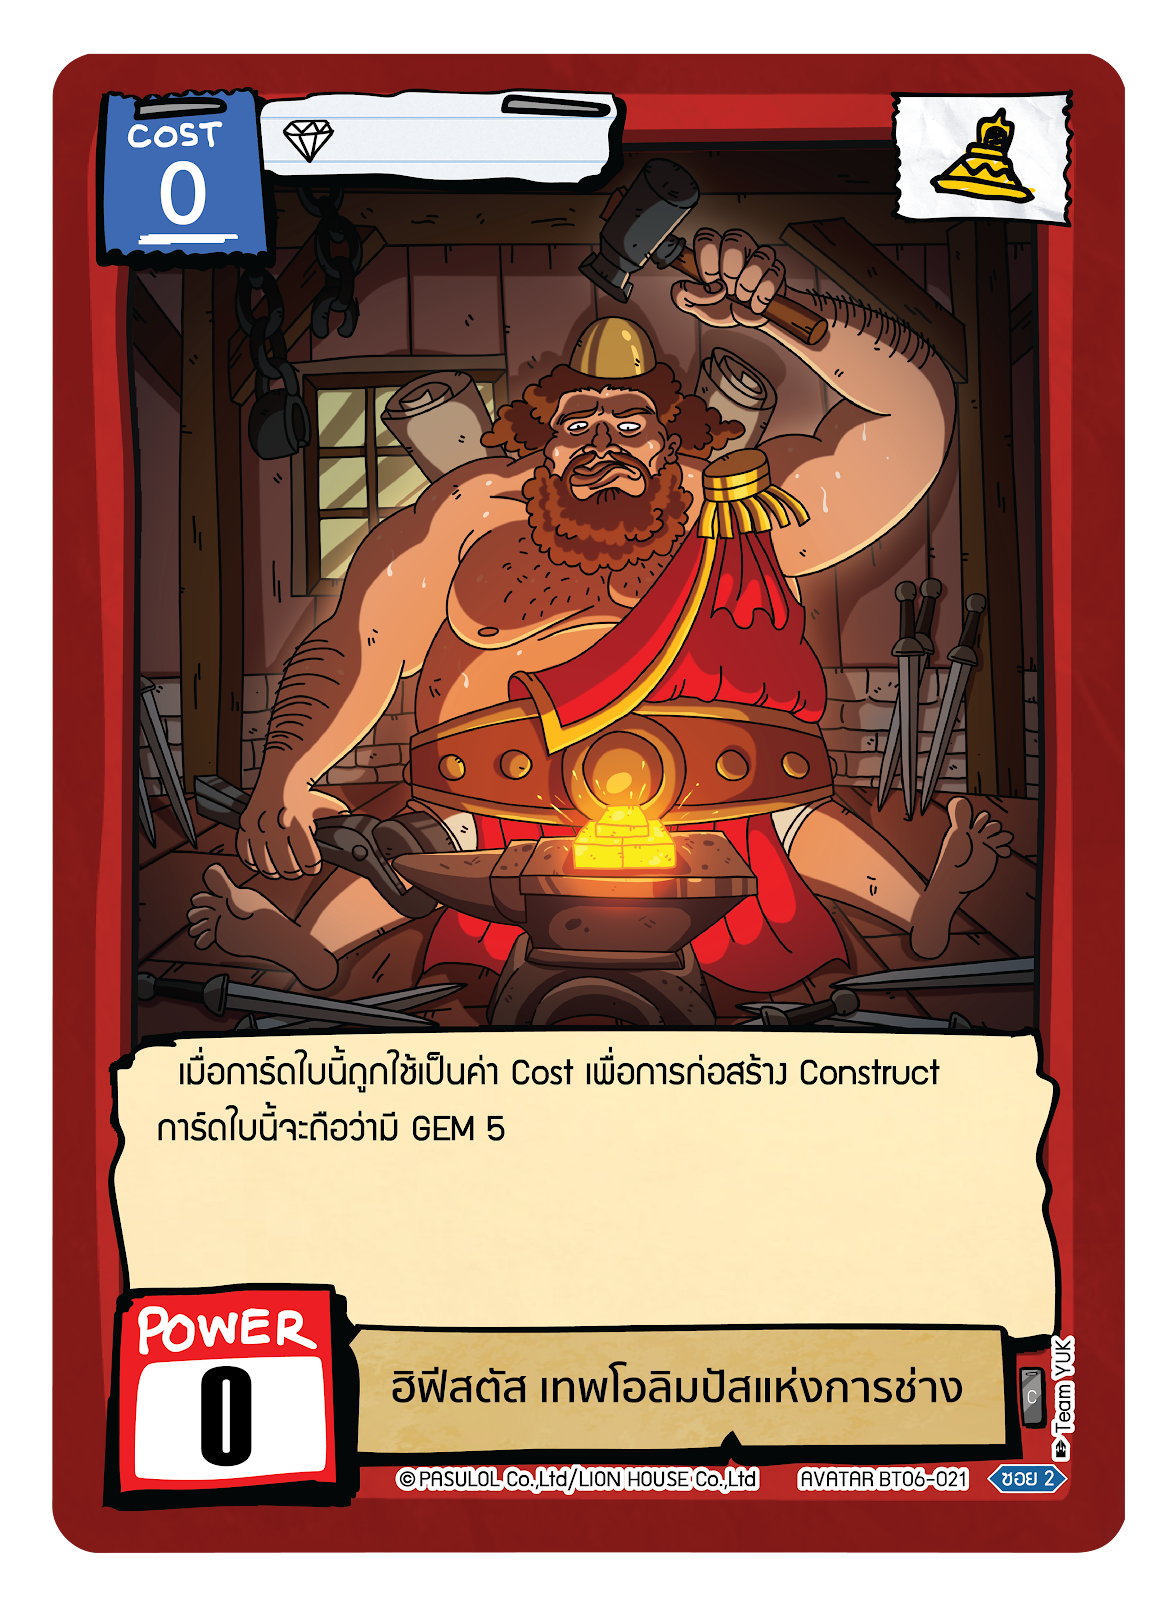 COST
0
เมื่อการ์ดใบนี้ถูกใช้เป็นค่า Cost เพื่อการก่อสร้าง Construct
การ์ดใบนี้จะถือว่ามี GEM 5
POWER
0
ฮิฟีสตัส เทพโอลิมปัสแห่งการช่าง
C
Team YUK
© PASULOL Co.,Ltd/LION HOUSE Co.,Ltd
AVATAR BT06-021
ซอย 2